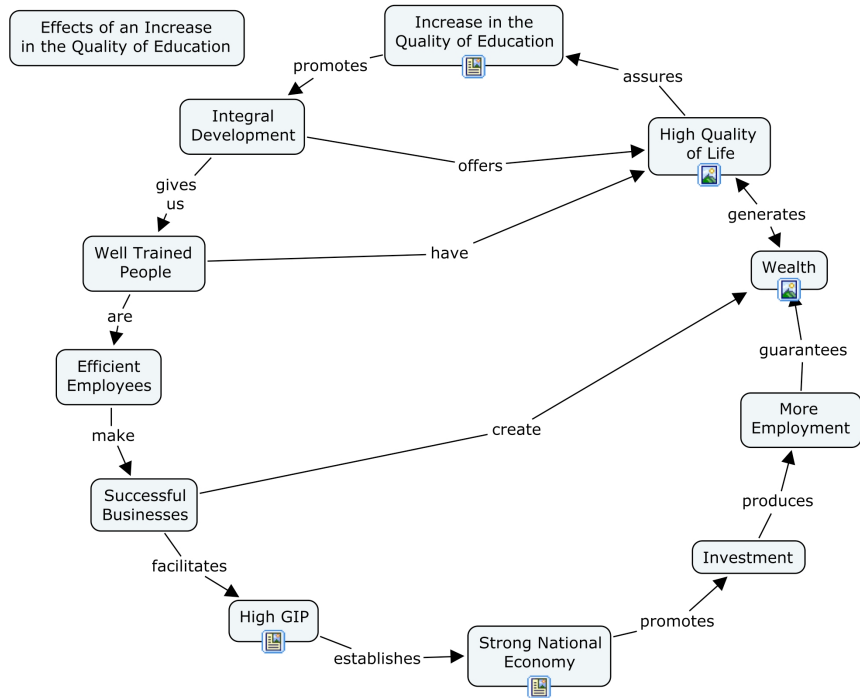 Effects of an Increase
in the Quality of Education
Increase in the
Quality of Education
promotes
assures
Integral
Development
High Quality
of Life
offers
gives
us
generates
Well Trained
People
have
Wealth
are
guarantees
Efficient
Employees
More
Employment
create
make
Successful
Businesses
produces
facilitates
Investment
High GIP
promotes
establishes
Strong National
Economy